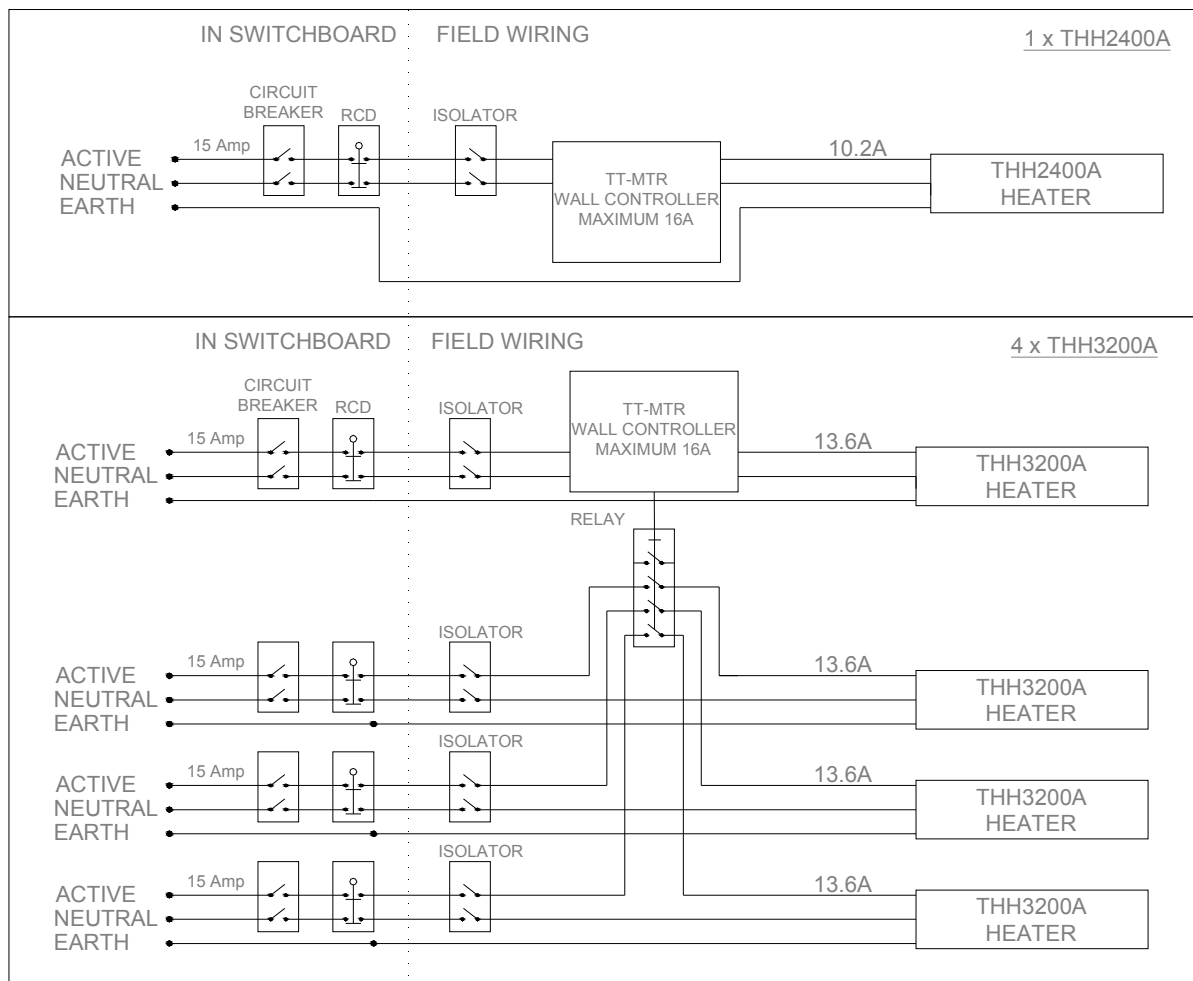 IN SWITCHBOARD FIELD WIRING 1 x THH2400A
CIRCUIT
BREAKER RCD ISOLATOR
15 Amp
ACTIVE
NEUTRAL
EARTH
TT-MTR
WALL CONTROLLER
MAXIMUM 16A
10.2A
THH2400A
HEATER
IN SWITCHBOARD FIELD WIRING 4 x THH3200A
CIRCUIT
BREAKER RCD ISOLATOR
15 Amp
ACTIVE
NEUTRAL
EARTH
TT-MTR
WALL CONTROLLER
MAXIMUM 16A
13.6A
THH3200A
HEATER
RELAY
ISOLATOR
15 Amp
ACTIVE
NEUTRAL
EARTH
13.6A
THH3200A
HEATER
ISOLATOR
15 Amp
ACTIVE
NEUTRAL
EARTH
13.6A
THH3200A
HEATER
ISOLATOR
15 Amp
ACTIVE
NEUTRAL
EARTH
13.6A
THH3200A
HEATER